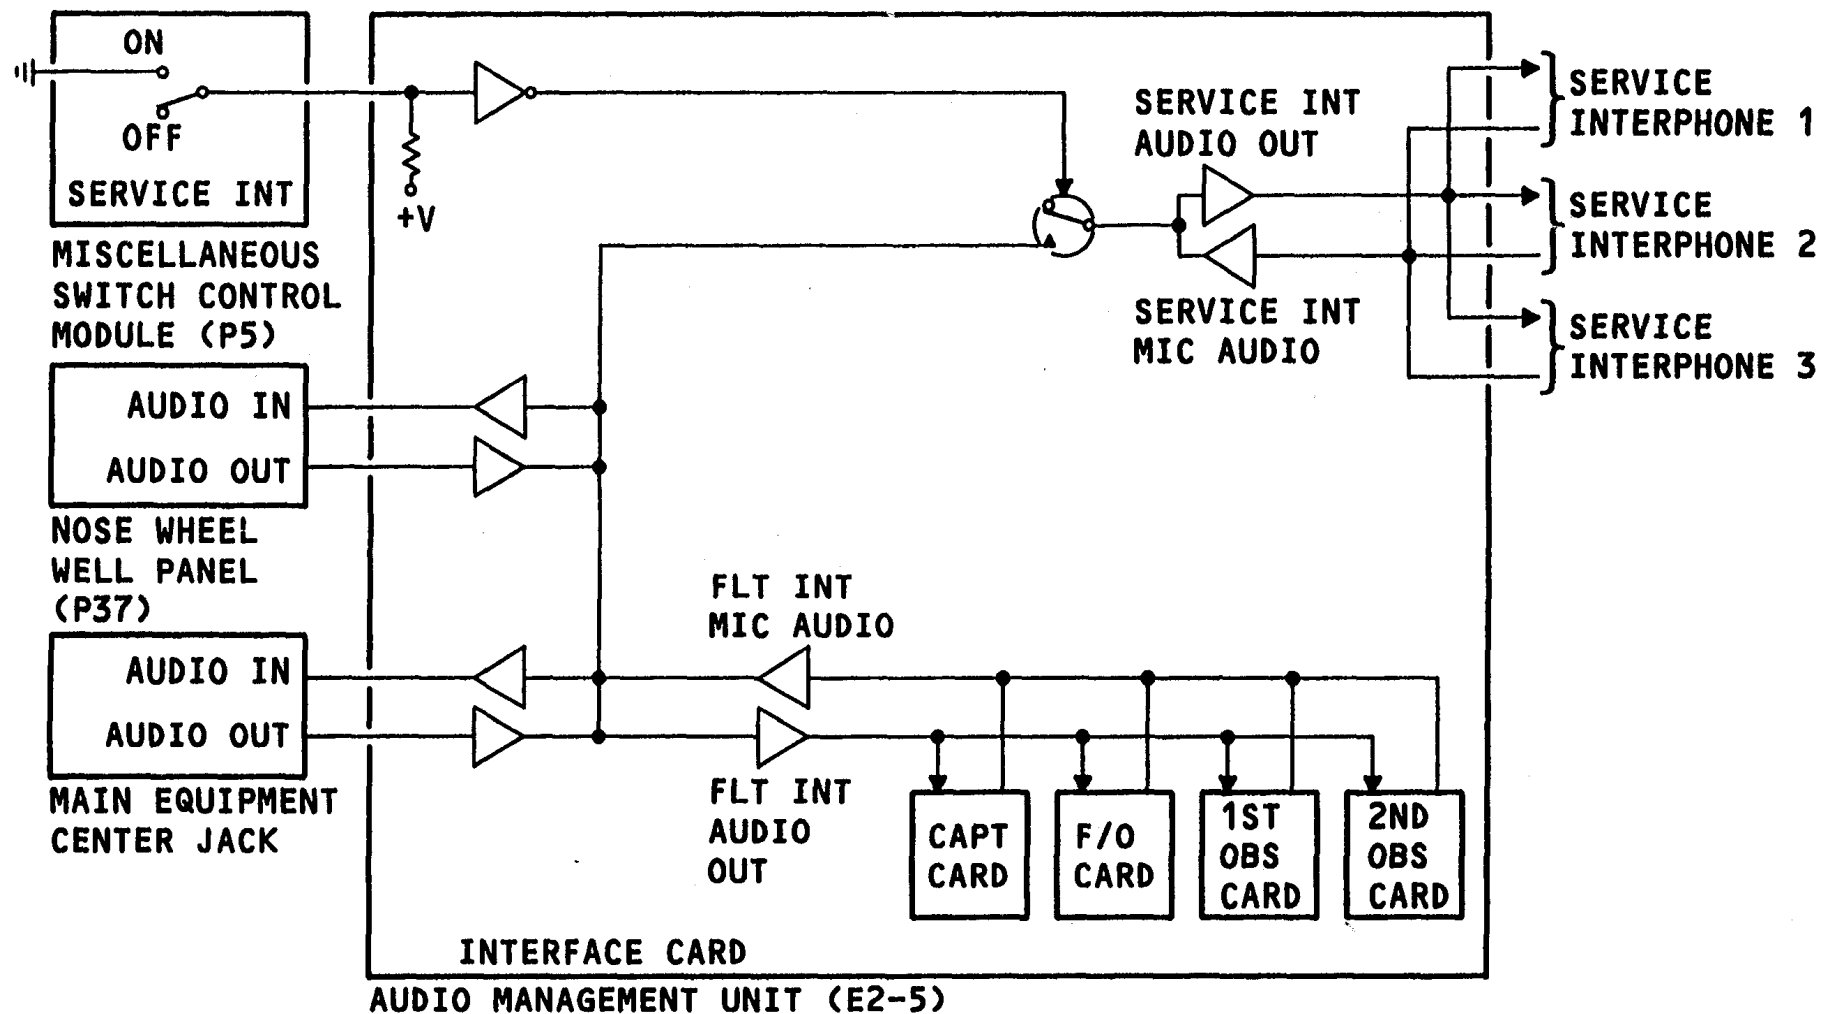 ON
OFF
SERVICE INT
MISCELLANEOUS
SWITCH CONTROL
MODULE (P5)
+V
SERVICE INT
AUDIO OUT
SERVICE INT
MIC AUDIO
SERVICE
INTERPHONE 1
SERVICE
INTERPHONE 2
SERVICE
INTERPHONE 3
AUDIO IN
AUDIO OUT
NOSE WHEEL
WELL PANEL
(P37)
AUDIO IN
AUDIO OUT
MAIN EQUIPMENT
CENTER JACK
FLT INT
MIC AUDIO
FLT INT
AUDIO
OUT
CAPT
CARD
F/O
CARD
1ST
OBS
CARD
2ND
OBS
CARD
INTERFACE CARD
AUDIO MANAGEMENT UNIT (E2-5)